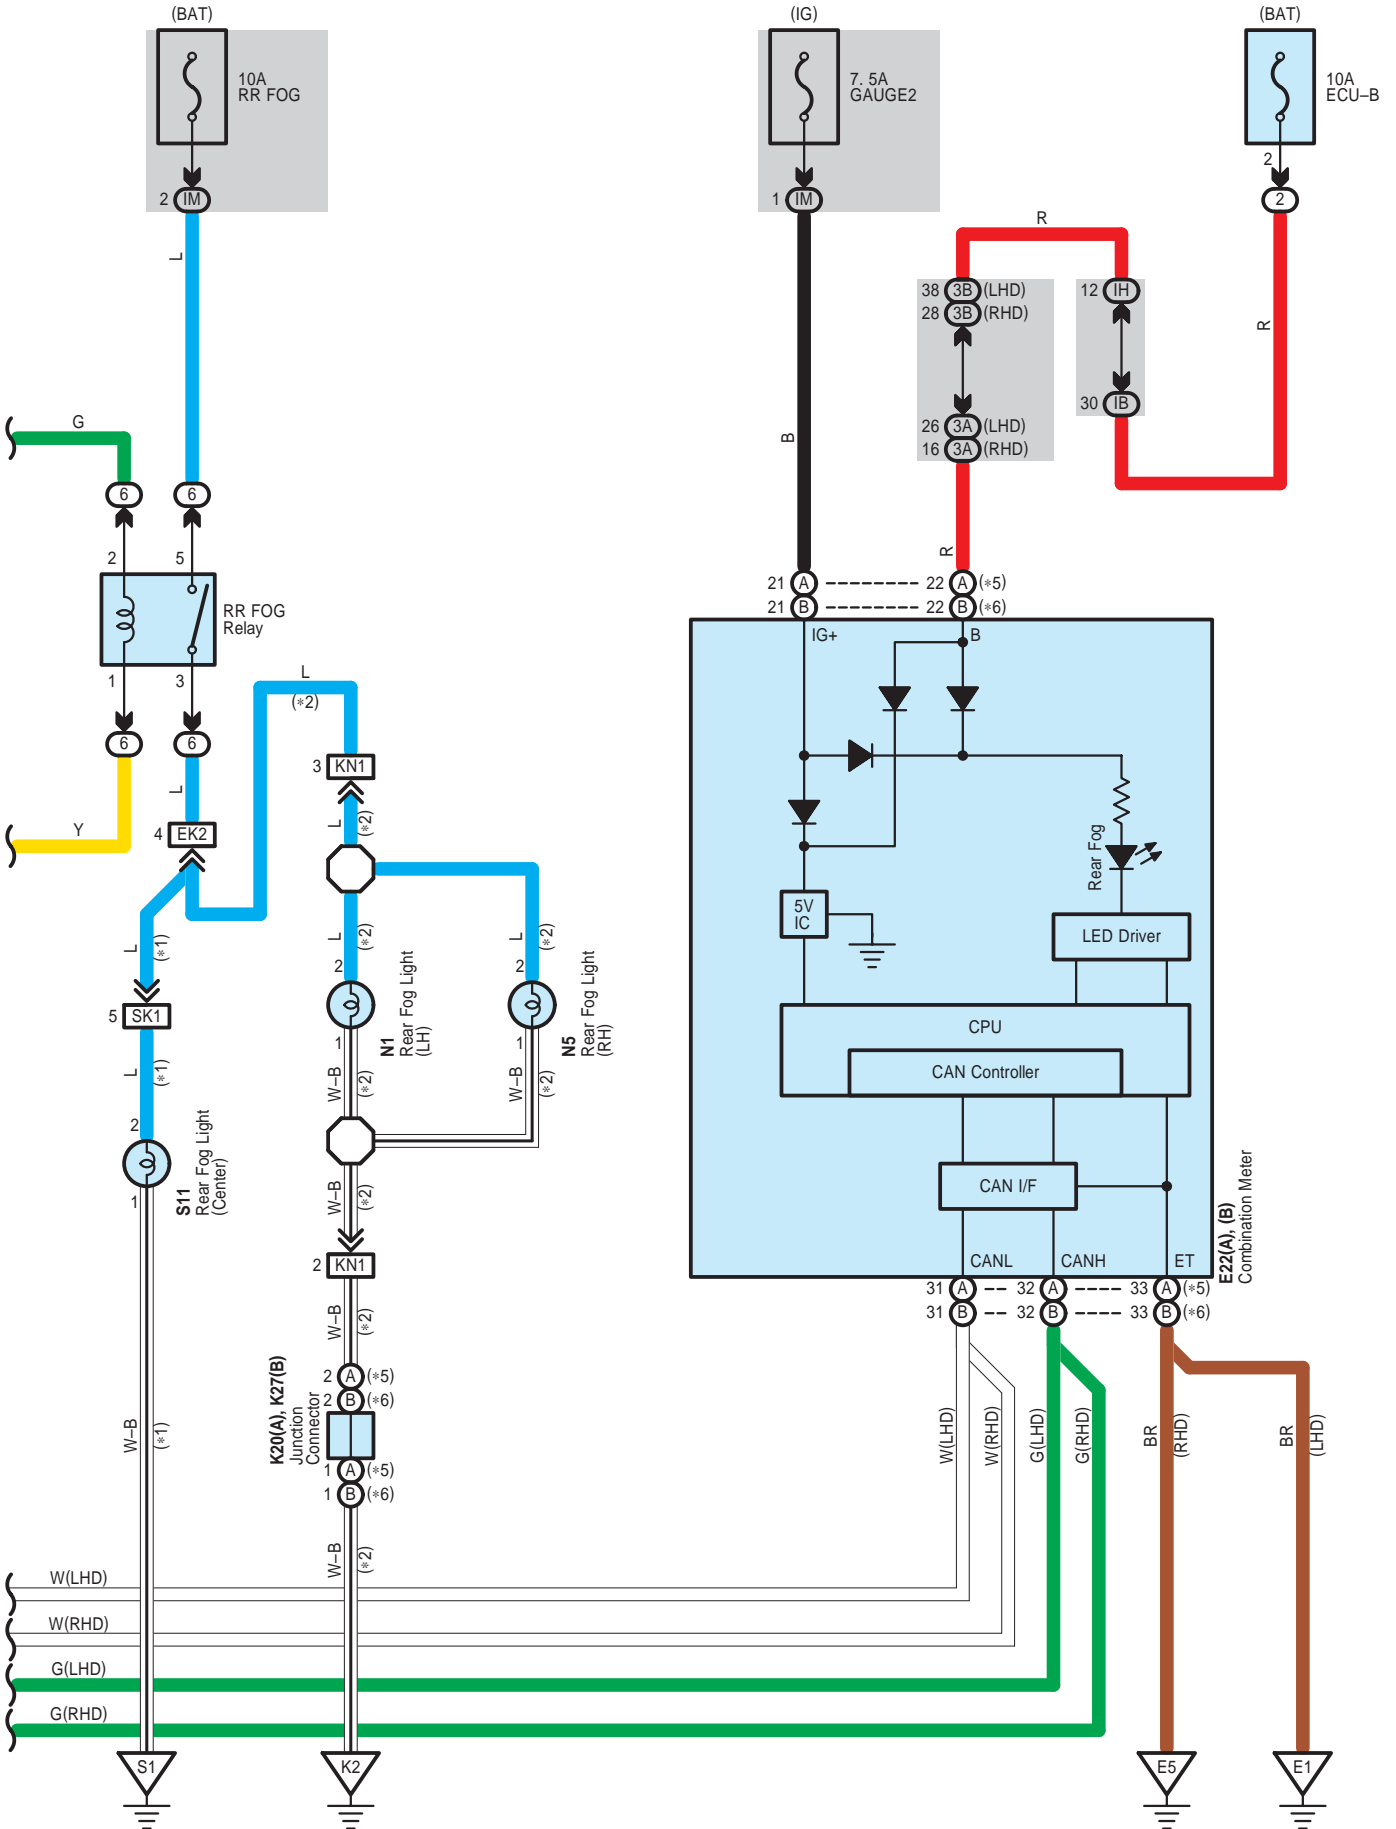 (BAT)
(IG)
(BAT)
10A
RR FOG
7. 5A
GAUGE2
10A
ECU–B
2
2 IM
1 IM
2
L
R
38 3B (LHD)
28 3B (RHD)
12 IH
R
30 IB
26 3A (LHD)
16 3A (RHD)
G
B
6
6
2
5
R
RR FOG
Relay
21 A
22 A (∗5)
21 B
22 B (∗6)
IG+
B
1
3
L
(∗2)
6
6
L
3 KN1
Y
4 EK2
L
(∗2)
Rear Fog
5V
IC
LED Driver
L
(∗1)
L
(∗2)
L
(∗2)
2
2
5 SK1
1
N1
Rear Fog Light
(LH)
1
N5
Rear Fog Light
(RH)
CPU
CAN Controller
L
(∗1)
W–B
(∗2)
W–B
(∗2)
2
S11
Rear Fog Light
(Center)
1
W–B
(∗2)
CAN I/F
E22(A), (B)
Combination Meter
2 KN1
CANL
CANH
ET
31 A
32 A
33 A (∗5)
31 B
32 B
33 B (∗6)
W–B
(∗2)
2 A (∗5)
2 B (∗6)
K20(A), K27(B)
Junction
Connector
1 A (∗5)
1 B (∗6)
W–B
(∗1)
W(LHD)
W(RHD)
G(LHD)
G(RHD)
BR
(RHD)
BR
(LHD)
W–B
(∗2)
W(LHD)
W(RHD)
G(LHD)
G(RHD)
S1
K2
E5
E1